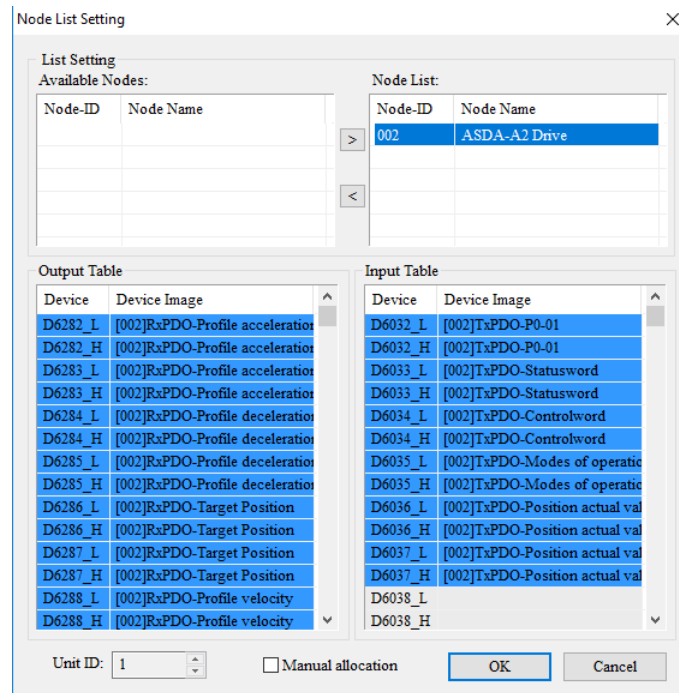 Node List Setting
List Setting
Available Nodes:
Node-ID Node Name
>
<
Node List:
Node-ID Node Name
002 ASDA-A2 Drive
Output Table
Device Device Image
D6282_L [002]RxPDO-Profile acceleration
D6282_H [002]RxPDO-Profile acceleration
D6283_L [002]RxPDO-Profile acceleration
D6283_H [002]RxPDO-Profile acceleration
D6284_L [002]RxPDO-Profile deceleration
D6284_H [002]RxPDO-Profile deceleration
D6285_L [002]RxPDO-Profile deceleration
D6285_H [002]RxPDO-Profile deceleration
D6286_L [002]RxPDO-Target Position
D6286_H [002]RxPDO-Target Position
D6287_L [002]RxPDO-Target Position
D6287_H [002]RxPDO-Target Position
D6288_L [002]RxPDO-Profile velocity
D6288_H [002]RxPDO-Profile velocity
Input Table
Device Device Image
D6032_L [002]TxPDO-P0-01
D6032_H [002]TxPDO-P0-01
D6033_L [002]TxPDO-Statusword
D6033_H [002]TxPDO-Statusword
D6034_L [002]TxPDO-Controlword
D6034_H [002]TxPDO-Controlword
D6035_L [002]TxPDO-Modes of operatic
D6035_H [002]TxPDO-Modes of operatic
D6036_L [002]TxPDO-Position actual val
D6036_H [002]TxPDO-Position actual val
D6037_L [002]TxPDO-Position actual val
D6037_H [002]TxPDO-Position actual val
D6038_L
D6038_H
Unit ID: 1
Manual allocation
OK
Cancel